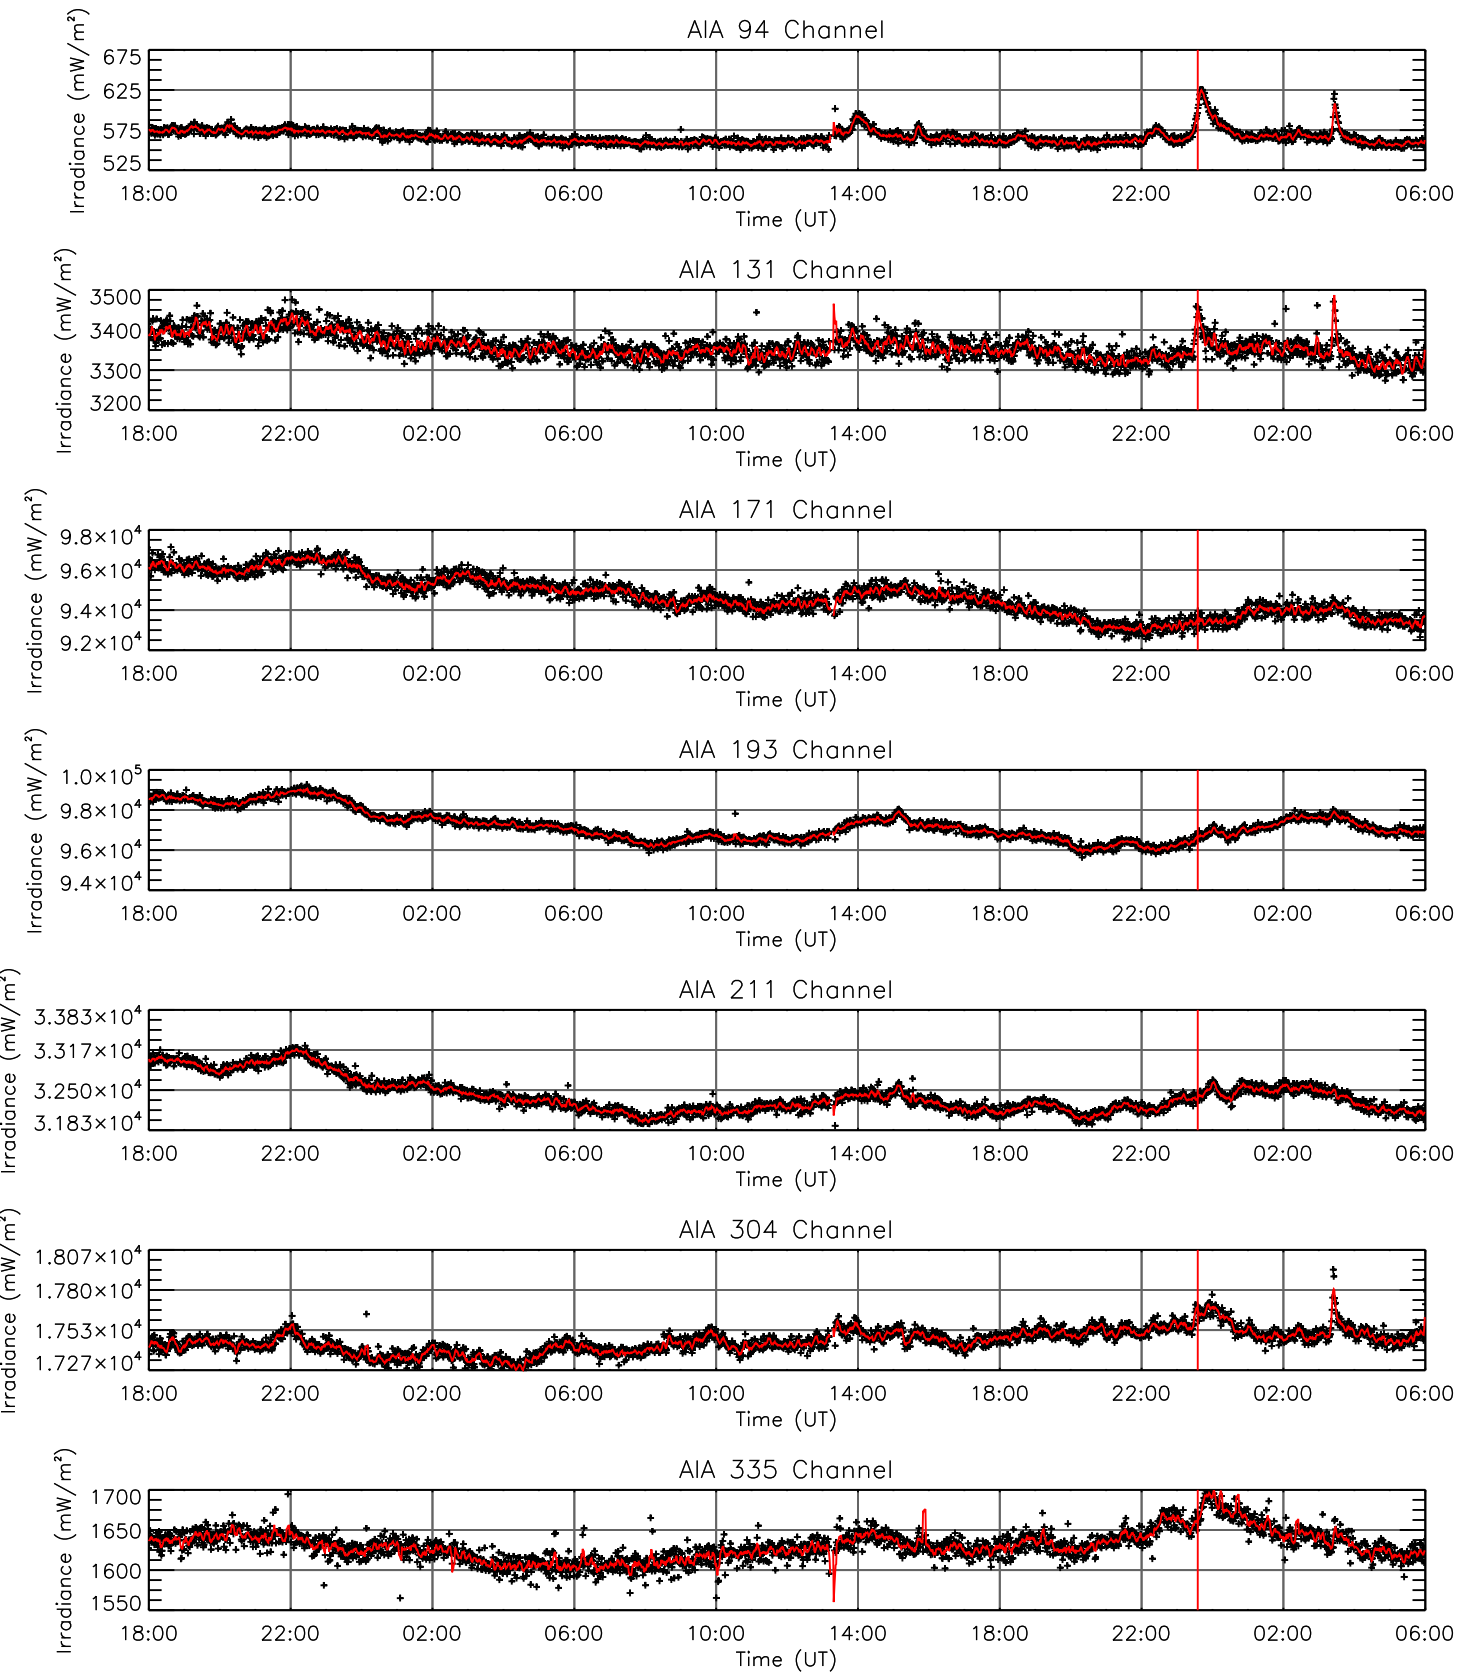 AIA 94 Channel
Irradiance (mW/m²)
675
625
575
525
18:00 22:00 02:00 06:00 10:00 14:00 18:00 22:00 02:00 06:00
Time (UT)
AIA 131 Channel
Irradiance (mW/m²)
3500
3400
3300
3200
18:00 22:00 02:00 06:00 10:00 14:00 18:00 22:00 02:00 06:00
Time (UT)
AIA 171 Channel
Irradiance (mW/m²)
9.8×10⁴
9.6×10⁴
9.4×10⁴
9.2×10⁴
18:00 22:00 02:00 06:00 10:00 14:00 18:00 22:00 02:00 06:00
Time (UT)
AIA 193 Channel
Irradiance (mW/m²)
1.0×10⁵
9.8×10⁴
9.6×10⁴
9.4×10⁴
18:00 22:00 02:00 06:00 10:00 14:00 18:00 22:00 02:00 06:00
Time (UT)
AIA 211 Channel
Irradiance (mW/m²)
3.383×10⁴
3.317×10⁴
3.250×10⁴
3.183×10⁴
18:00 22:00 02:00 06:00 10:00 14:00 18:00 22:00 02:00 06:00
Time (UT)
AIA 304 Channel
Irradiance (mW/m²)
1.807×10⁴
1.780×10⁴
1.753×10⁴
1.727×10⁴
18:00 22:00 02:00 06:00 10:00 14:00 18:00 22:00 02:00 06:00
Time (UT)
AIA 335 Channel
Irradiance (mW/m²)
1700
1650
1600
1550
18:00 22:00 02:00 06:00 10:00 14:00 18:00 22:00 02:00 06:00
Time (UT)